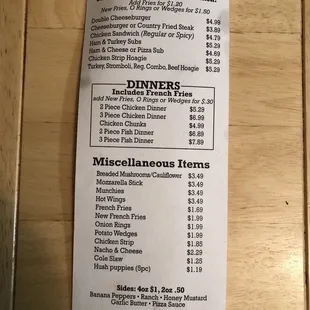 Add Fries for $1.20
New Fries, O Rings or Wedges for $1.50
Double Cheeseburger $4.99
Cheeseburger or Country Fried Steak $3.89
Chicken Sandwich (Regular or Spicy) $4.79
Ham & Turkey Subs $5.29
Ham & Cheese or Pizza Sub $4.69
Chicken Strip Hoagie $5.29
Turkey, Stromboli, Reg. Combo, Beef Hoagie $5.29
DINNERS
Includes French Fries
add New Fries, O Rings or Wedges for $.30
2 Piece Chicken Dinner $5.29
3 Piece Chicken Dinner $6.99
Chicken Chunks $4.99
2 Piece Fish Dinner $6.89
3 Piece Fish Dinner $7.89
Miscellaneous Items
Breaded Mushrooms/Cauliflower $3.49
Mozzarella Stick $3.49
Munchies $3.49
Hot Wings $3.49
French Fries $1.69
New French Fries $1.99
Onion Rings $1.99
Potato Wedges $1.99
Chicken Strip $1.85
Nacho & Cheese $2.29
Cole Slaw $1.25
Hush puppies (5pc) $1.19
Sides: 4oz $1, 2oz .50
Banana Peppers • Ranch • Honey Mustard
Garlic Butter • Pizza Sauce